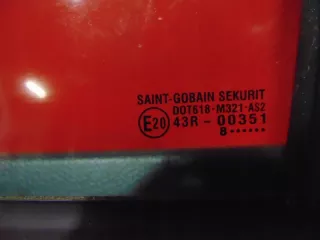 SAINT-GOBAIN SEKURIT
DOT618-M321-AS2
E20 43R - 00351
8••••••